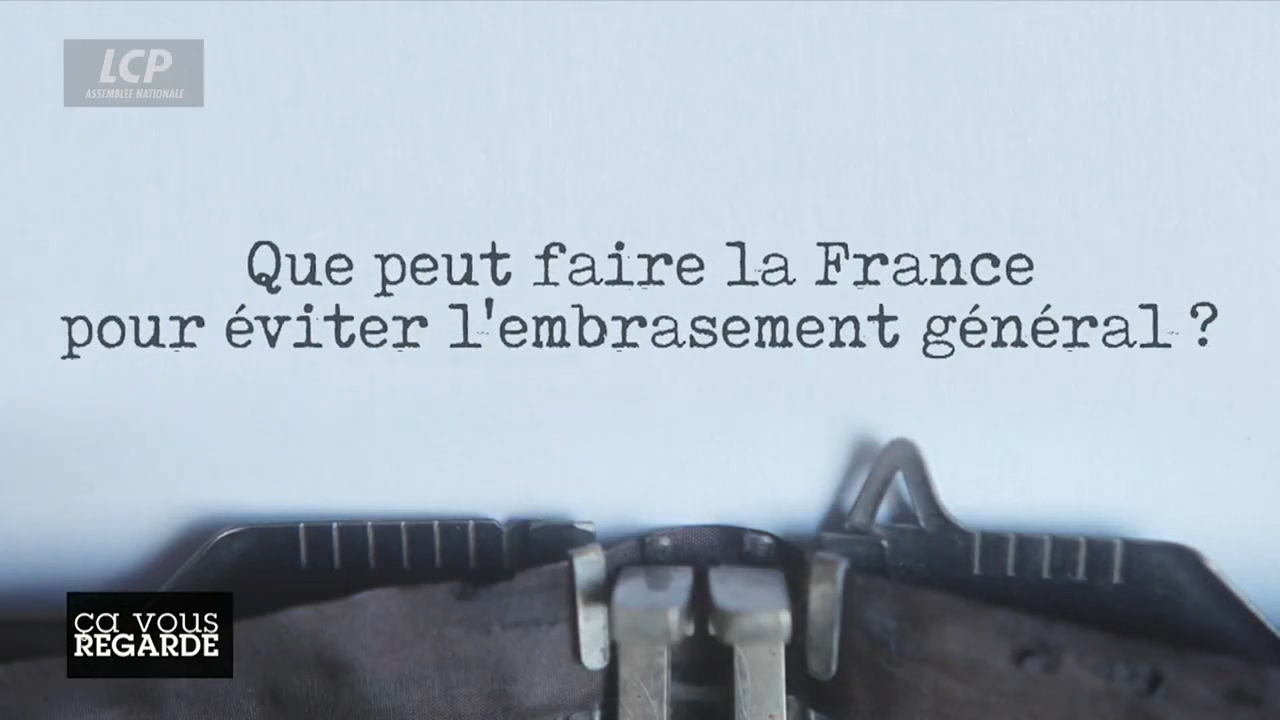 LCP
ASSEMBLÉE NATIONALE
Que peut faire la France
pour éviter l'embrasement général ?
ça vous
REGARDE